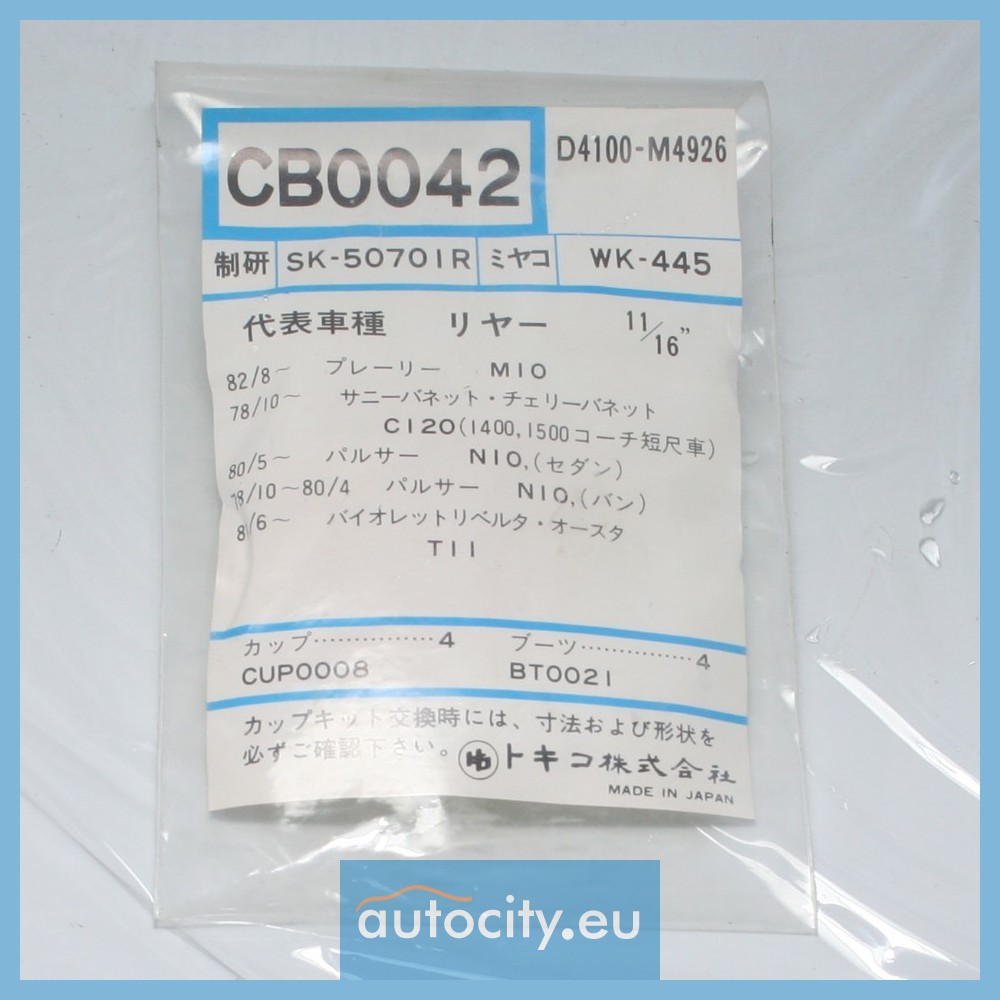 CB0042
D4100-M4926
制研 SK-50701R ミヤコ WK-445
代表車種 リヤー 11/16"
82/8～ プレーリー M10
78/10～ サニーバネット・チェリーバネット
C120(1400,1500コーチ短尺車)
80/5～ パルサー N10,(セダン)
78/10～80/4 パルサー N10,(バン)
8/6～ バイオレットリベルタ・オースタ
T11
カップ……………4 ブーツ……………4
CUP0008 BT0021
カップキット交換時には、寸法および形状を
必ずご確認下さい。 トキコ株式会社
MADE IN JAPAN
autocity.eu